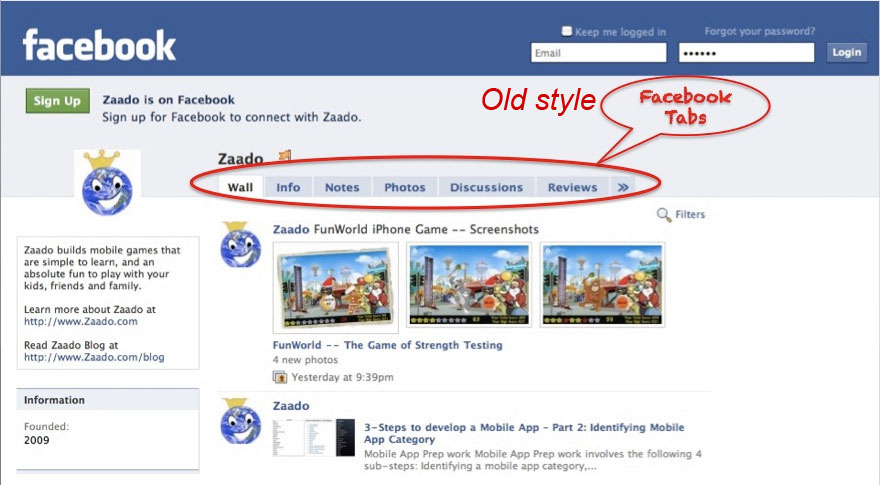 facebook
Keep me logged in
Forgot your password?
Email
••••••
Login
Sign Up
Zaado is on Facebook
Sign up for Facebook to connect with Zaado.
Old style
Facebook
Tabs
Zaado
Wall
Info
Notes
Photos
Discussions
Reviews
»
Filters
Zaado builds mobile games that
are simple to learn, and an
absolute fun to play with your
kids, friends and family.
Learn more about Zaado at
http://www.Zaado.com
Read Zaado Blog at
http://www.Zaado.com/blog
Information
Founded:
2009
Zaado FunWorld iPhone Game -- Screenshots
FunWorld -- The Game of Strength Testing
4 new photos
Yesterday at 9:39pm
Zaado
3-Steps to develop a Mobile App - Part 2: Identifying Mobile
App Category
Mobile App Prep work Mobile App Prep work involves the following 4
sub-steps: Identifying a mobile app category,...